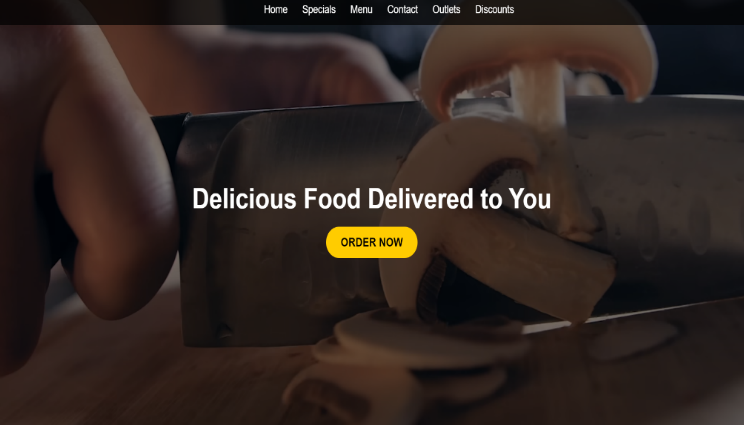 Home Specials Menu Contact Outlets Discounts
Delicious Food Delivered to You
ORDER NOW